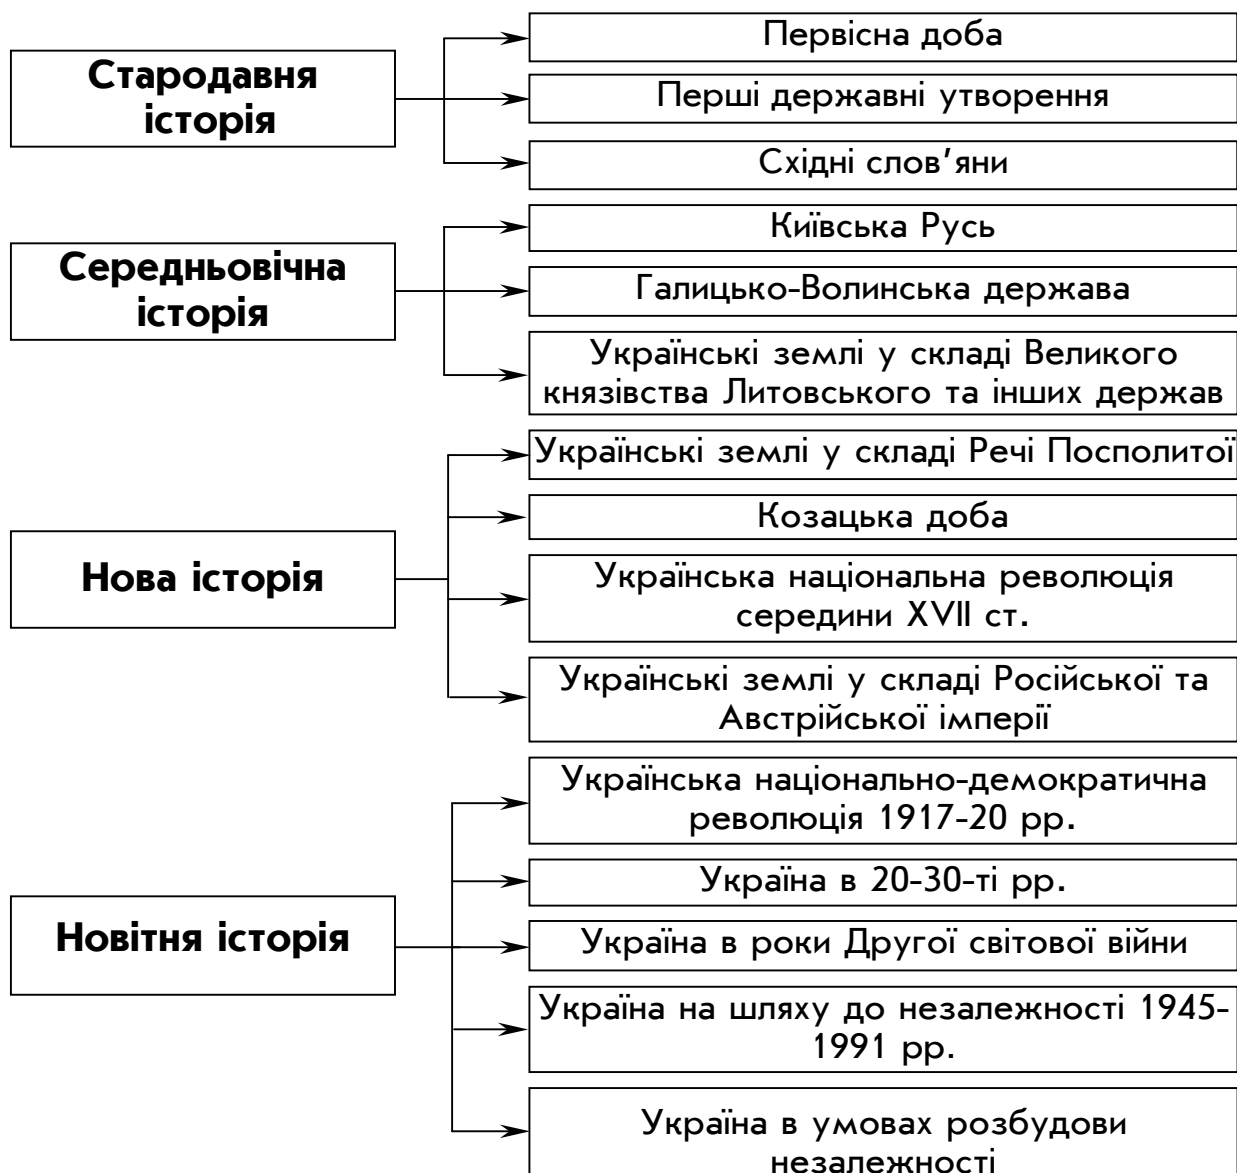 Стародавня
історія
Первісна доба
Перші державні утворення
Східні слов'яни
Середньовічна
історія
Київська Русь
Галицько-Волинська держава
Українські землі у складі Великого
князівства Литовського та інших держав
Нова історія
Українські землі у складі Речі Посполитої
Козацька доба
Українська національна революція
середини XVII ст.
Українські землі у складі Російської та
Австрійської імперії
Новітня історія
Українська національно-демократична
революція 1917-20 рр.
Україна в 20-30-ті рр.
Україна в роки Другої світової війни
Україна на шляху до незалежності 1945-
1991 рр.
Україна в умовах розбудови
незалежності